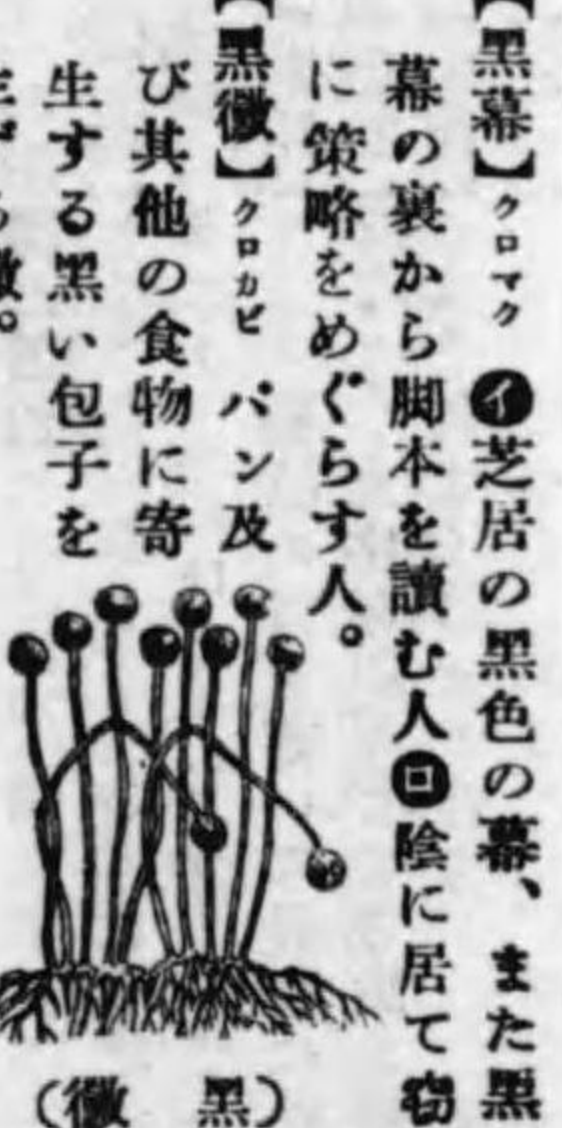 【黒幕】クロマク ㋑芝居の黒色の幕、また黒
幕の裏から脚本を讀む人㋺陰に居て窃
に策略をめぐらす人。
【黒黴】クロカビ パン及
び其他の食物に寄
生する黒い包子を
黴。
(黴 黒)